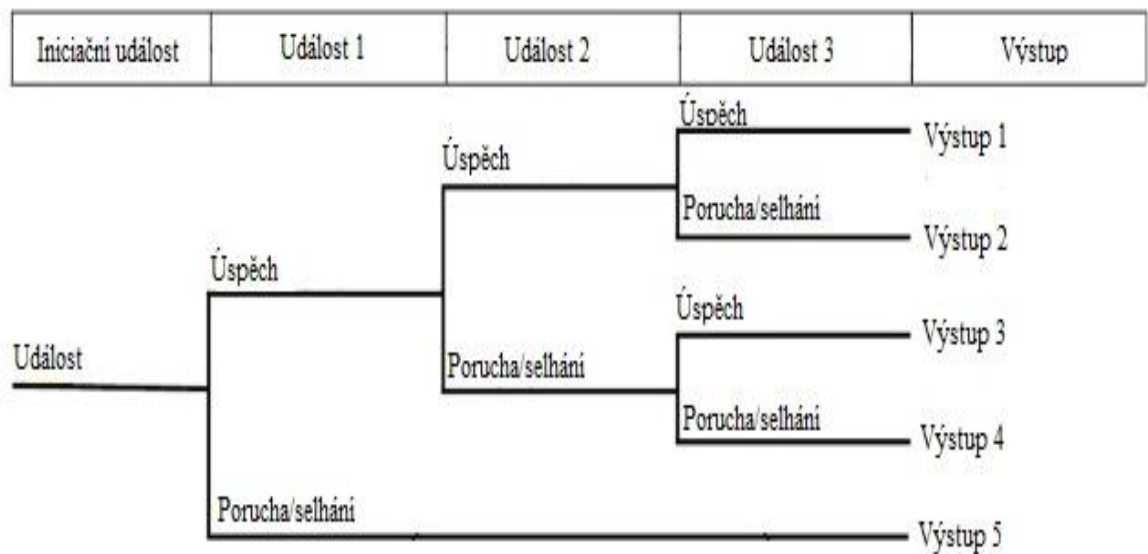 Iniciační událost Událost 1 Událost 2 Událost 3 Výstup
Úspěch
Výstup 1
Úspěch
Porucha/selhání
Výstup 2
Úspěch
Úspěch
Výstup 3
Událost
Porucha/selhání
Porucha/selhání
Výstup 4
Porucha/selhání
Výstup 5